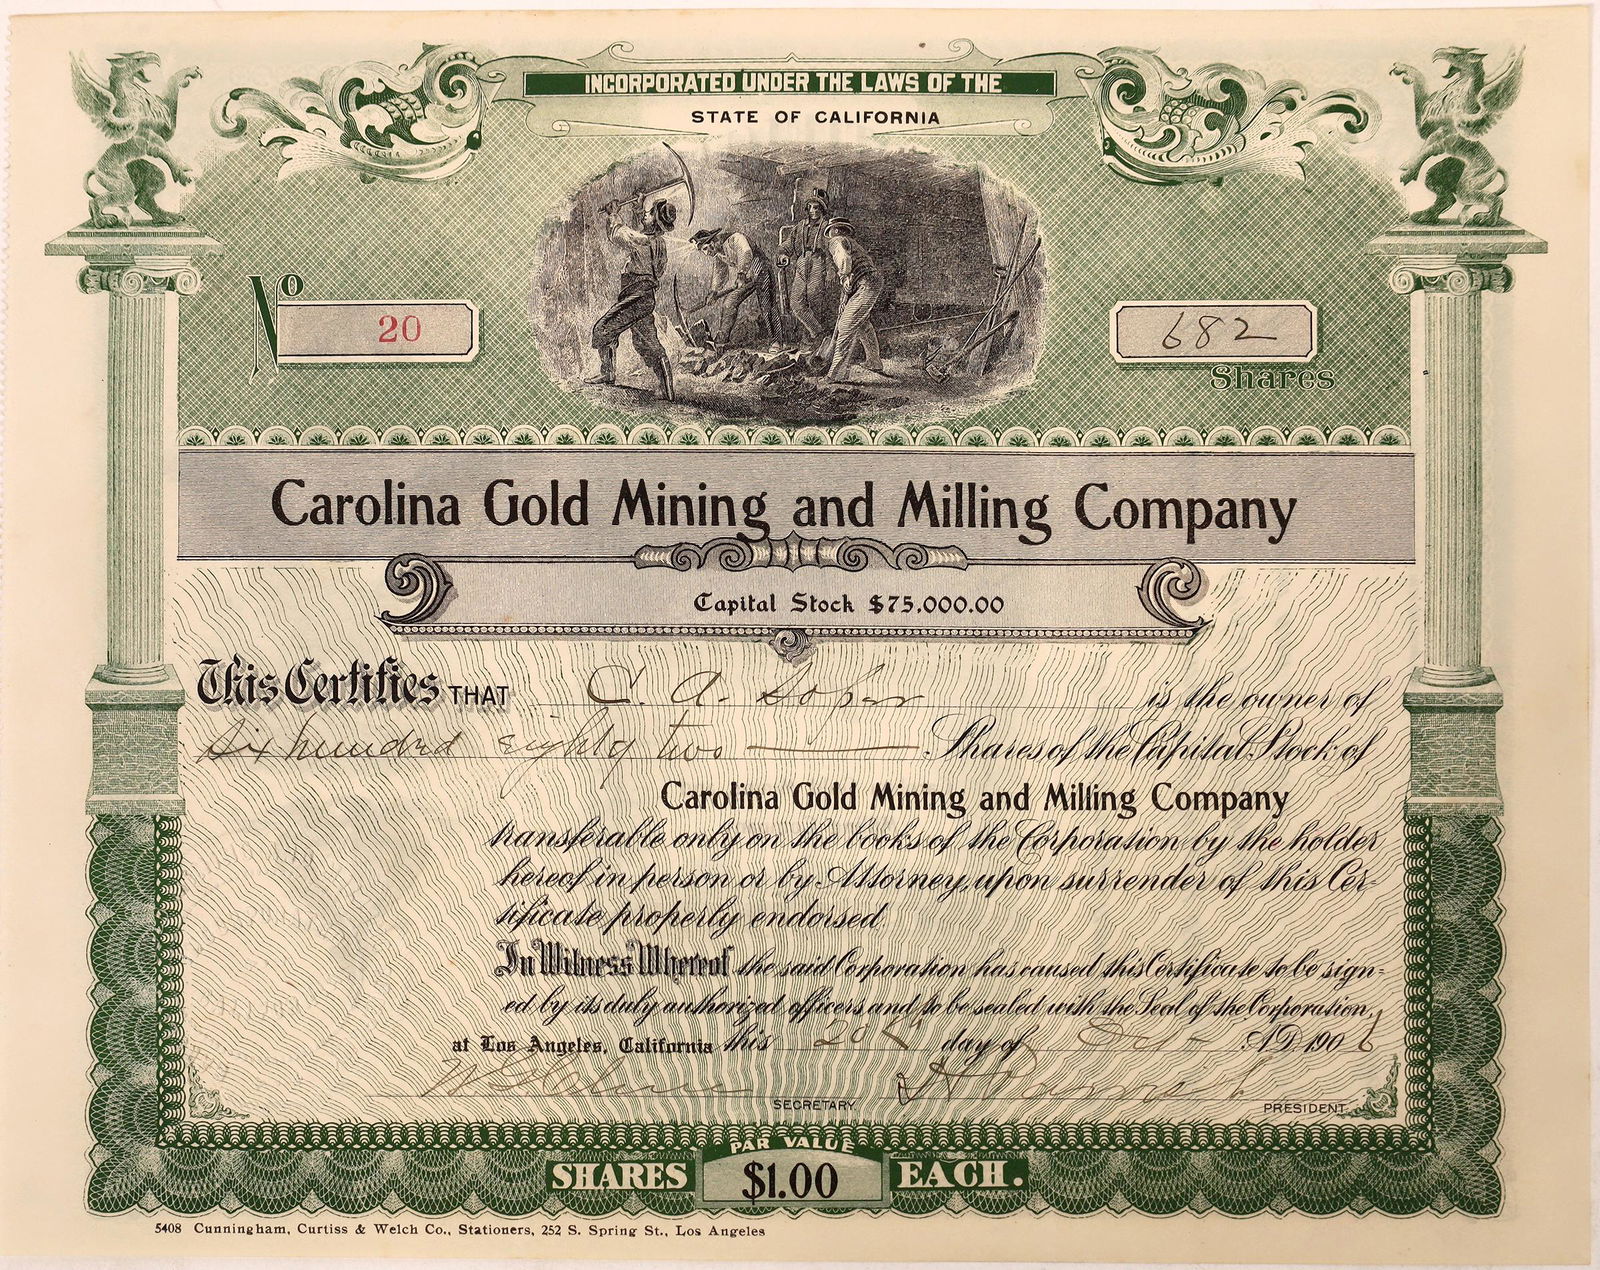 INCORPORATED UNDER THE LAWS OF THE
STATE OF CALIFORNIA
No 20
682
Shares
Carolina Gold Mining and Milling Company
Capital Stock $75,000.00
This Certifies THAT C. A. Soper is the owner of
Six hundred eighty two Shares of the Capital Stock of
Carolina Gold Mining and Milling Company
transferable only on the books of the Corporation by the holder
hereof in person or by Attorney, upon surrender of this Cer-
tificate properly endorsed.
In Witness Whereof the said Corporation has caused this Certificate to be sign-
ed by its duly authorized officers and to be sealed with the Seal of the Corporation,
at Los Angeles, California this 20th day of Oct A.D. 1906
SECRETARY
PRESIDENT
PAR VALUE
SHARES $1.00 EACH.
5408 Cunningham, Curtiss & Welch Co., Stationers, 252 S. Spring St., Los Angeles